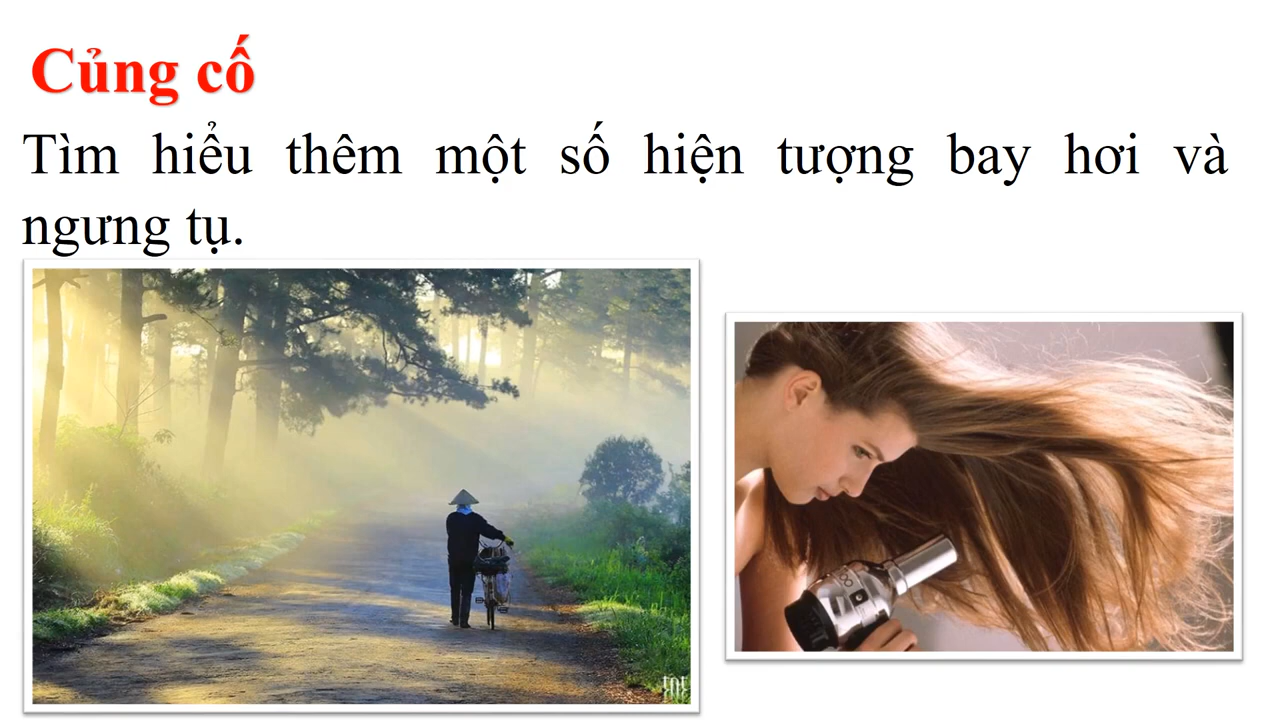 Củng cố
Tìm hiểu thêm một số hiện tượng bay hơi và
ngưng tụ.